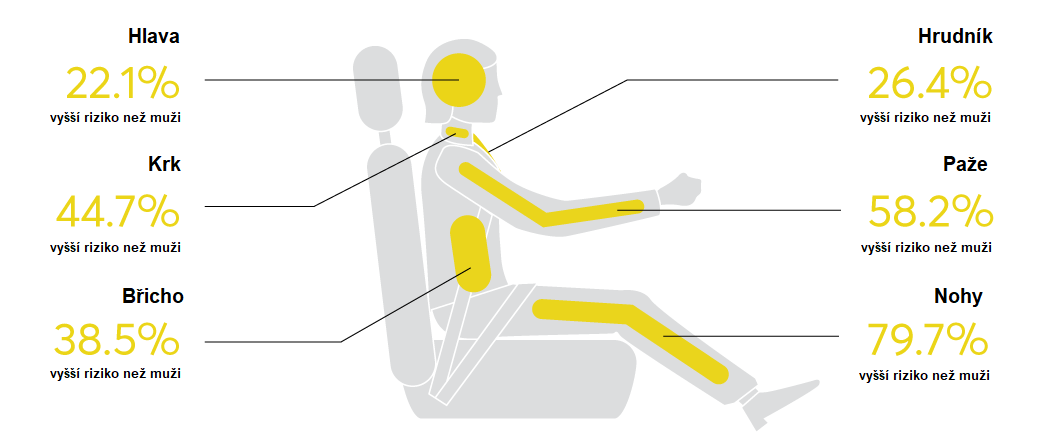 Hlava
22.1%
vyšší riziko než muži
Krk
44.7%
vyšší riziko než muži
Břicho
38.5%
vyšší riziko než muži
Hrudník
26.4%
vyšší riziko než muži
Paže
58.2%
vyšší riziko než muži
Nohy
79.7%
vyšší riziko než muži